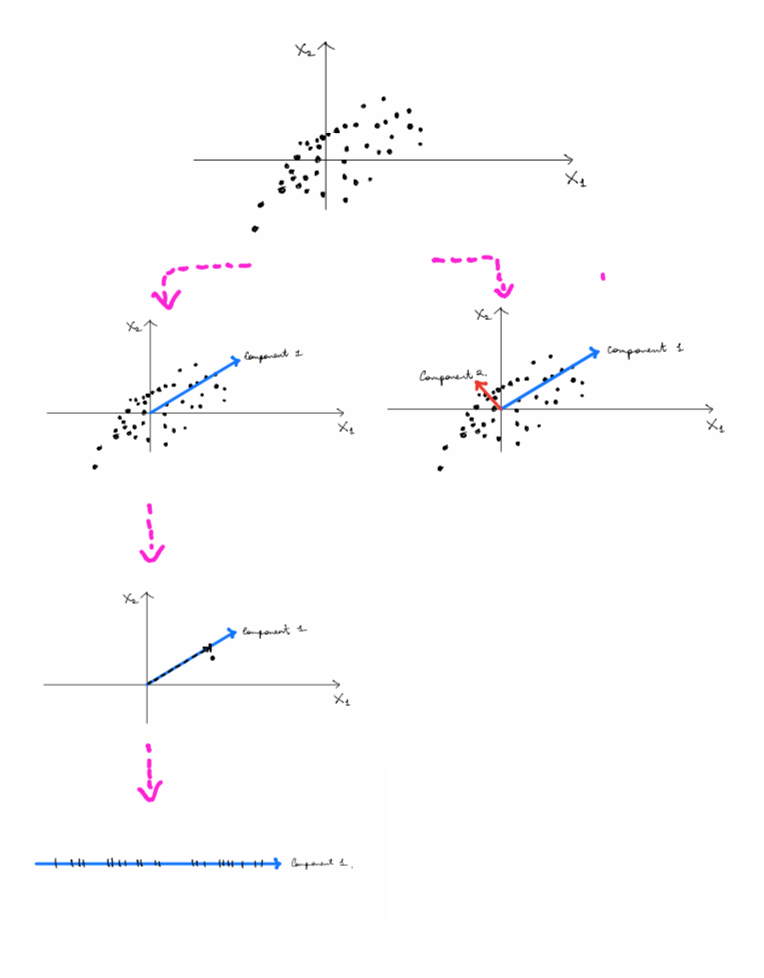 X₂
X₁
X₂
Component 1
X₁
X₂
Component 1
Component 2.
X₁
X₂
Component 1
X₁
Component 1.